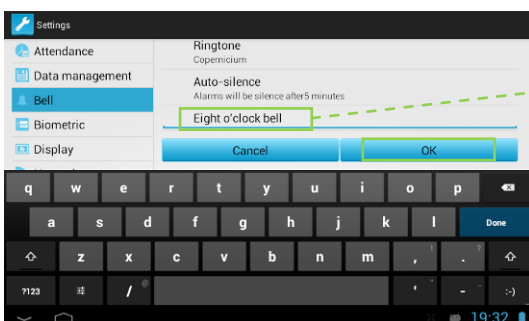 Settings
Attendance
Data management
Bell
Biometric
Display
Ringtone
Copernicium
Auto-silence
Alarms will be silence after5 minutes
Eight o'clock bell
Cancel OK
q w e r t y u i o p
a s d f g h j k l Done
z x c v b n m , ! . ?
?123 / @ ' " - _ :-)
19:32